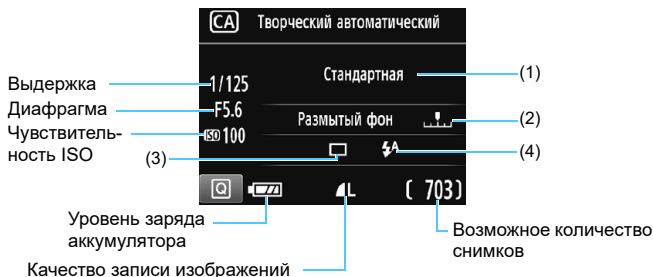 CA Творческий автоматический
Стандартная
(1)
Выдержка
1/125
Диафрагма
F5.6
Размытый фон
(2)
Чувствитель-
ность ISO
ISO 100
(3)
A
(4)
Q
L
[ 703]
Уровень заряда
аккумулятора
Возможное количество
снимков
Качество записи изображений